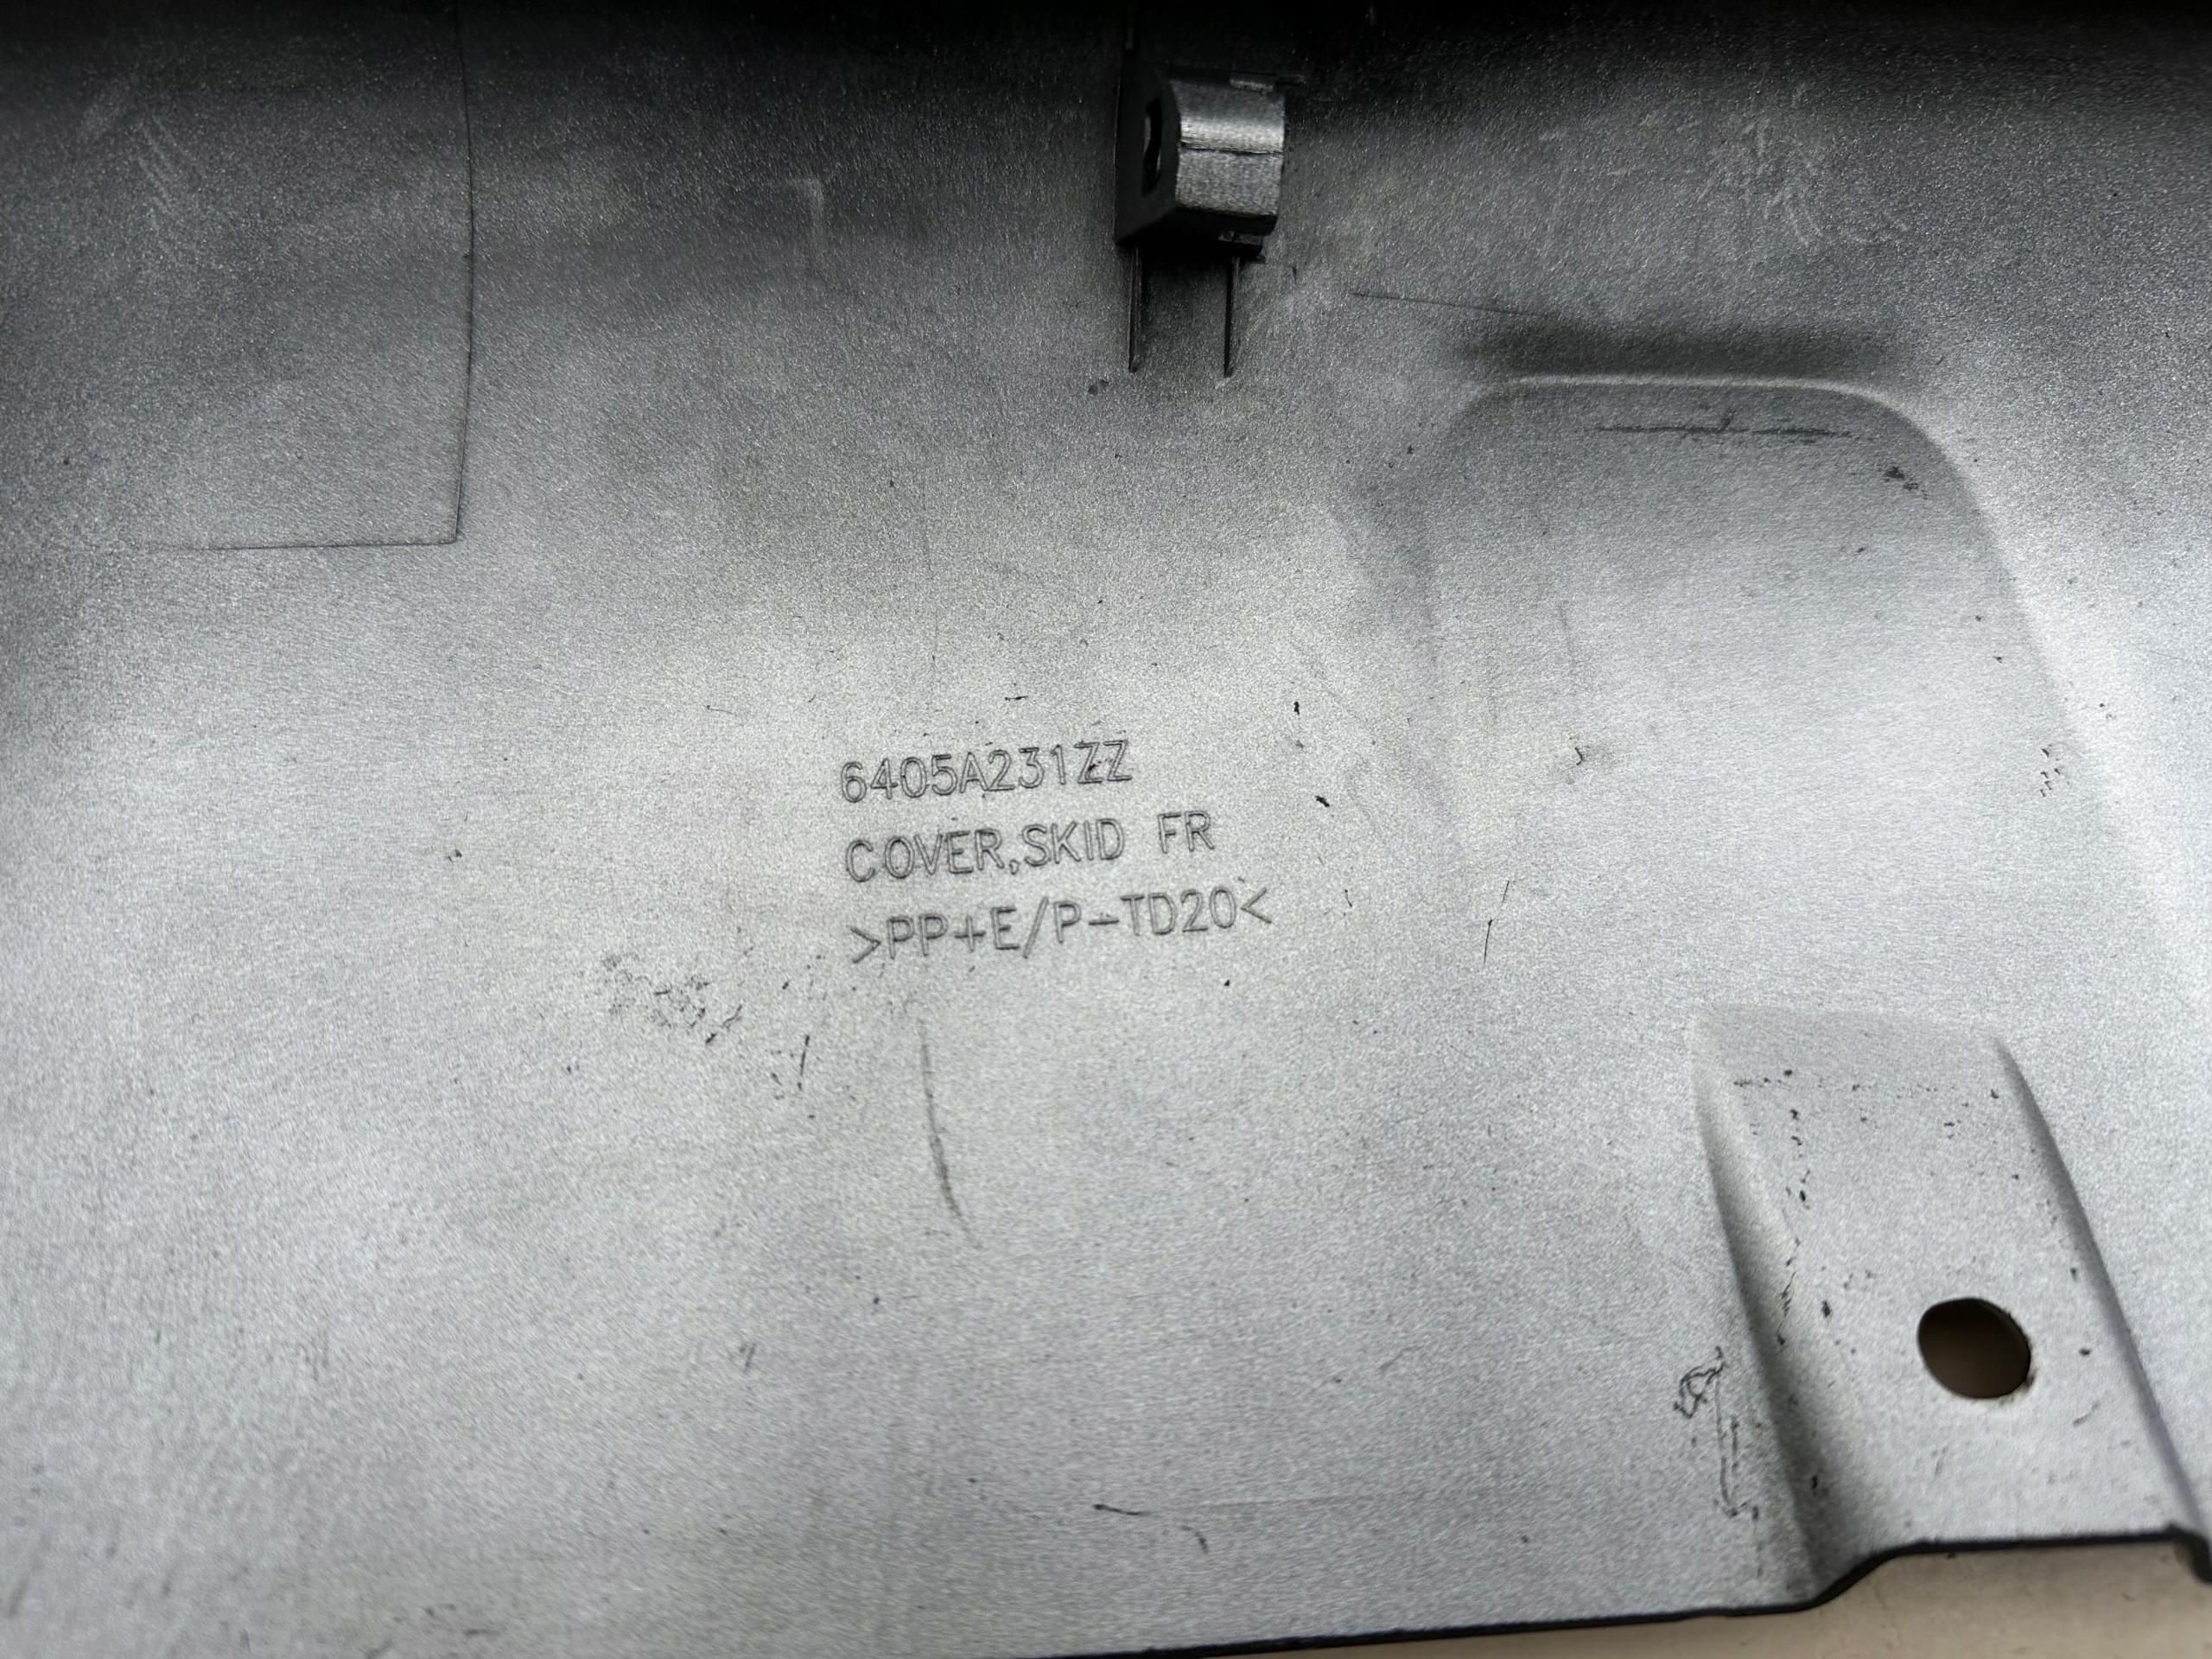 6405A231ZZ
COVER,SKID FR
>PP+E/P-TD20<